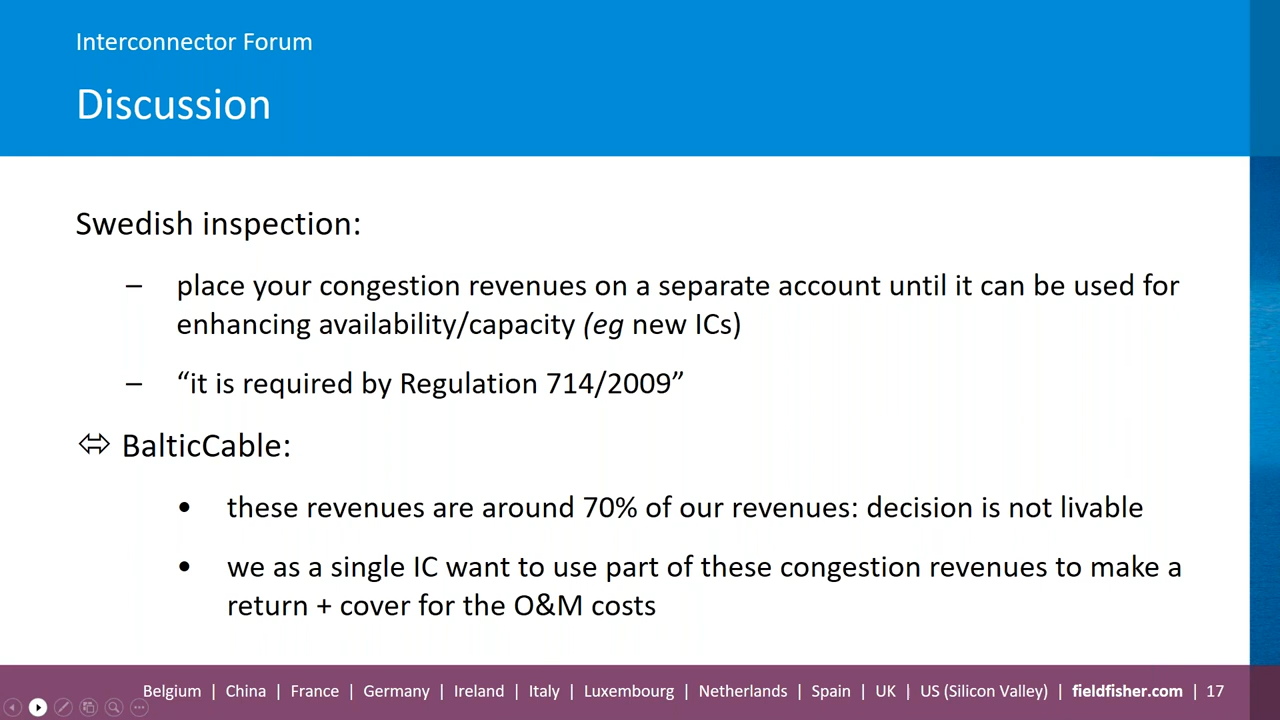 Interconnector Forum
Discussion
Swedish inspection:
– place your congestion revenues on a separate account until it can be used for
enhancing availability/capacity (eg new ICs)
– “it is required by Regulation 714/2009”
⬄ BalticCable:
• these revenues are around 70% of our revenues: decision is not livable
• we as a single IC want to use part of these congestion revenues to make a
return + cover for the O&M costs
Belgium | China | France | Germany | Ireland | Italy | Luxembourg | Netherlands | Spain | UK | US (Silicon Valley) | fieldfisher.com | 17